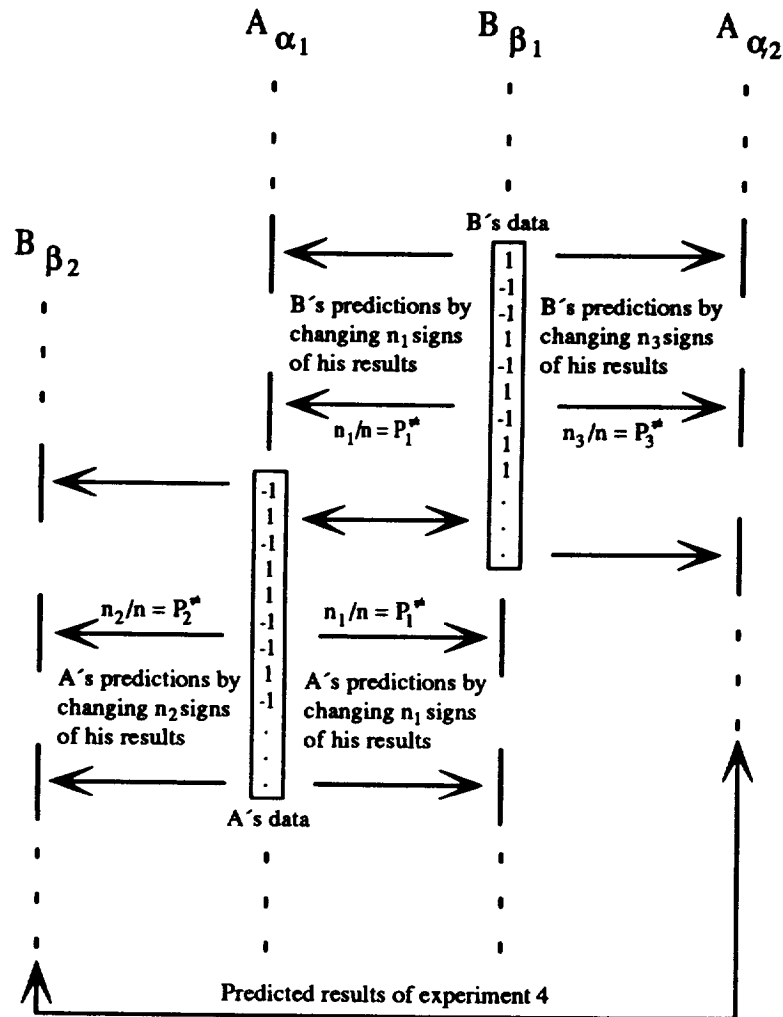 A α₁
B β₁
A α₂
B β₂
B´s data
1
-1
-1
1
-1
1
-1
1
1
.
.
.
B´s predictions by
changing n₁ signs
of his results
n₁/n = P₁^≠
B´s predictions by
changing n₃ signs
of his results
n₃/n = P₃^≠
-1
1
-1
1
1
-1
-1
1
-1
.
.
.
A´s data
n₂/n = P₂^≠
A´s predictions by
changing n₂ signs
of his results
n₁/n = P₁^≠
A´s predictions by
changing n₁ signs
of his results
Predicted results of experiment 4